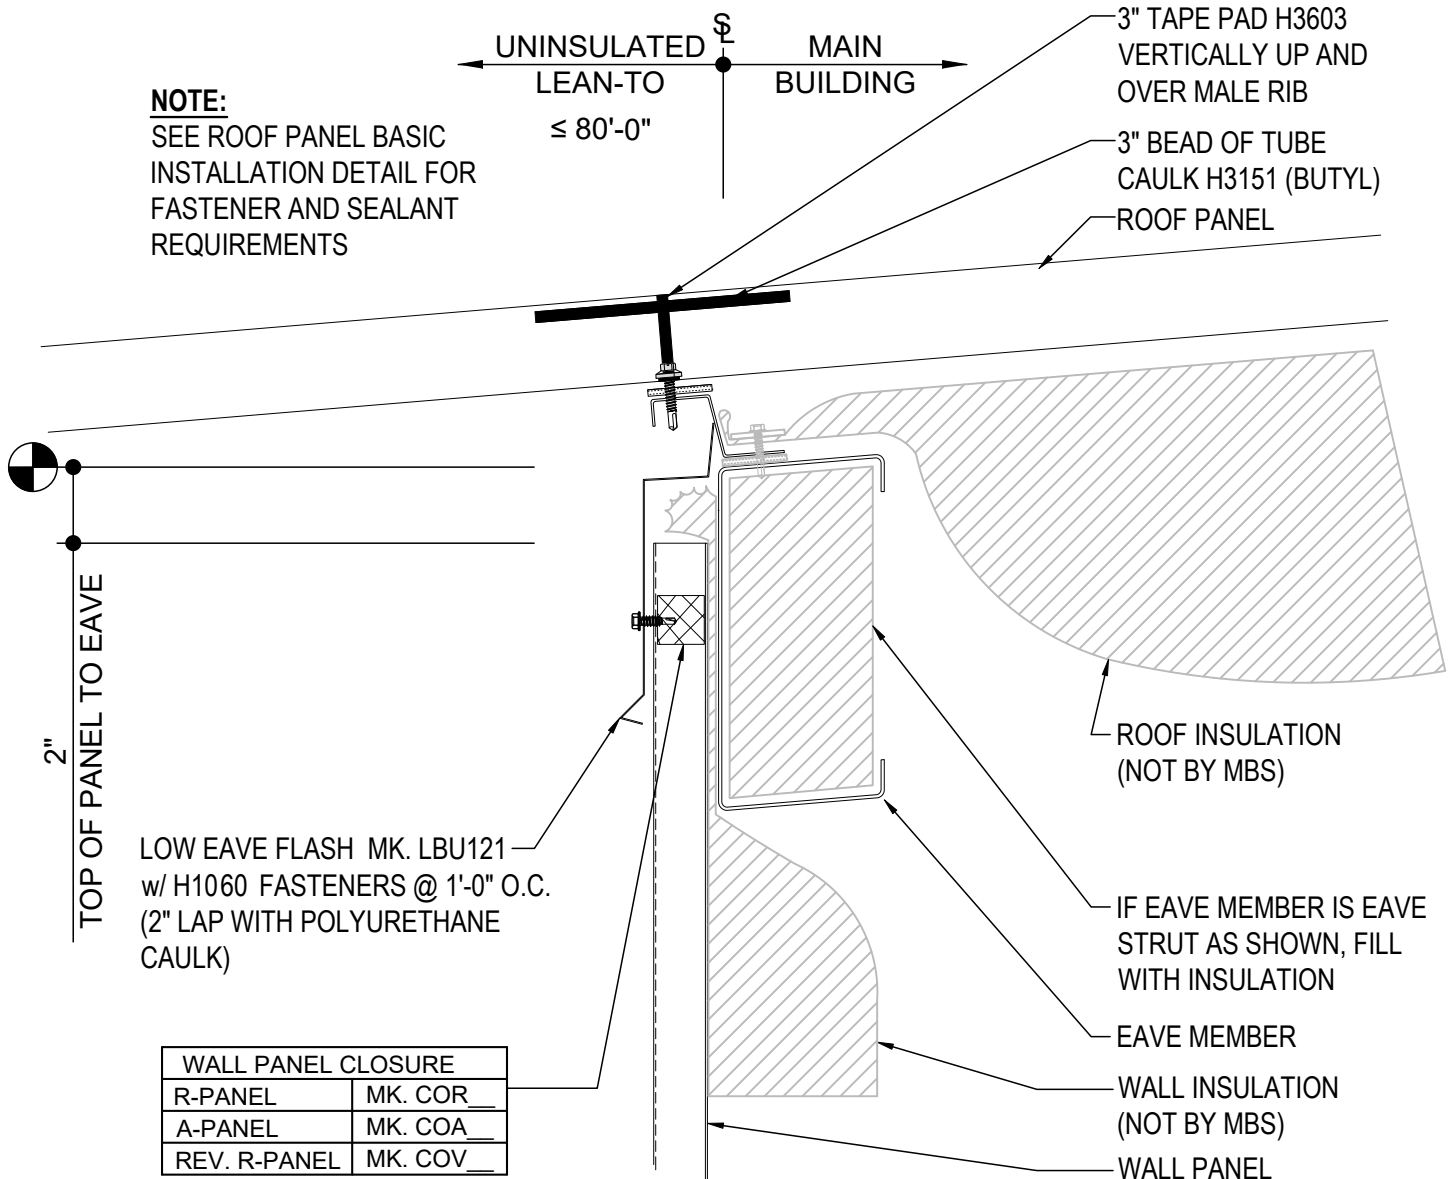 SL
UNINSULATED
LEAN-TO
≤ 80'-0"
MAIN
BUILDING
NOTE:
SEE ROOF PANEL BASIC
INSTALLATION DETAIL FOR
FASTENER AND SEALANT
REQUIREMENTS
3" TAPE PAD H3603
VERTICALLY UP AND
OVER MALE RIB
3" BEAD OF TUBE
CAULK H3151 (BUTYL)
ROOF PANEL
2"
TOP OF PANEL TO EAVE
ROOF INSULATION
(NOT BY MBS)
LOW EAVE FLASH MK. LBU121
w/ H1060 FASTENERS @ 1'-0" O.C.
(2" LAP WITH POLYURETHANE
CAULK)
IF EAVE MEMBER IS EAVE
STRUT AS SHOWN, FILL
WITH INSULATION
EAVE MEMBER
WALL INSULATION
(NOT BY MBS)
WALL PANEL
WALL PANEL CLOSURE
R-PANEL MK. COR__
A-PANEL MK. COA__
REV. R-PANEL MK. COV__